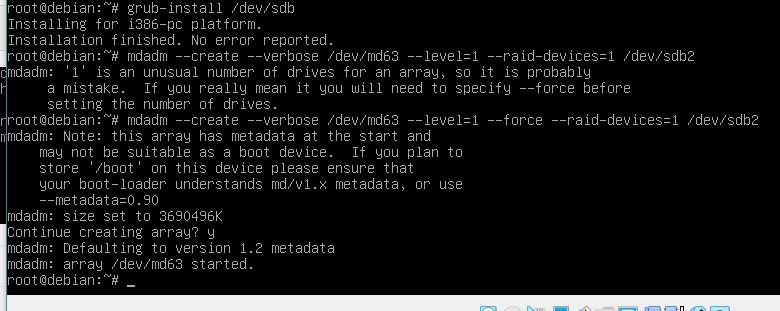 root@debian:~# grub-install /dev/sdb
Installing for i386-pc platform.
Installation finished. No error reported.
root@debian:~# mdadm --create --verbose /dev/md63 --level=1 --raid-devices=1 /dev/sdb2
mdadm: '1' is an unusual number of drives for an array, so it is probably
a mistake.  If you really mean it you will need to specify --force before
setting the number of drives.
root@debian:~# mdadm --create --verbose /dev/md63 --level=1 --force --raid-devices=1 /dev/sdb2
mdadm: Note: this array has metadata at the start and
may not be suitable as a boot device.  If you plan to
store '/boot' on this device please ensure that
your boot-loader understands md/v1.x metadata, or use
--metadata=0.90
mdadm: size set to 3690496K
Continue creating array? y
mdadm: Defaulting to version 1.2 metadata
mdadm: array /dev/md63 started.
root@debian:~# _